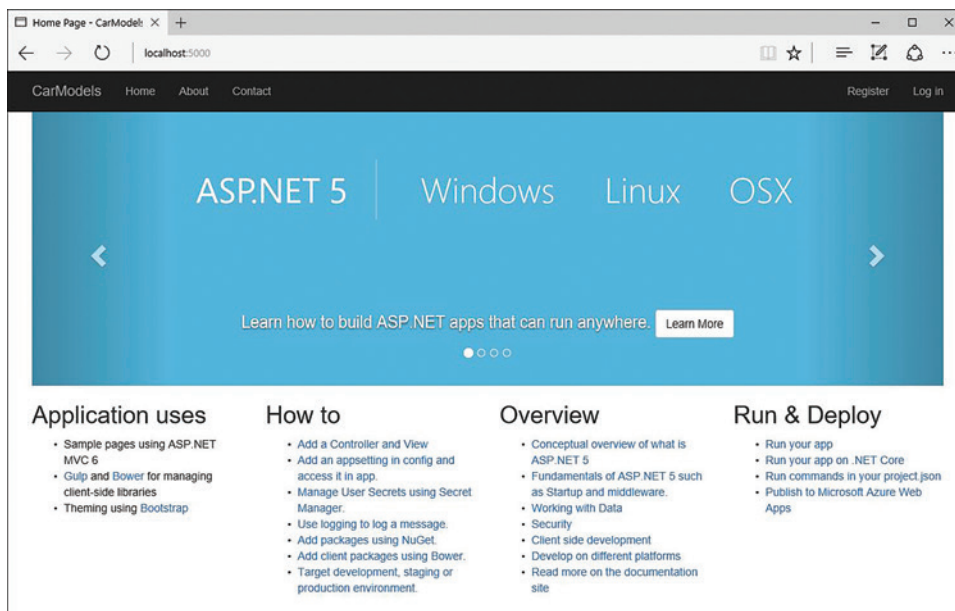 Home Page - CarModels
localhost:5000
CarModels Home About Contact Register Log in
ASP.NET 5 Windows Linux OSX
Learn how to build ASP.NET apps that can run anywhere. Learn More
Application uses
Sample pages using ASP.NET
MVC 6
Gulp and Bower for managing
client-side libraries
Theming using Bootstrap
How to
Add a Controller and View
Add an appsetting in config and
access it in app.
Manage User Secrets using Secret
Manager.
Use logging to log a message.
Add packages using NuGet.
Add client packages using Bower.
Target development, staging or
production environment.
Overview
Conceptual overview of what is
ASP.NET 5
Fundamentals of ASP.NET 5 such
as Startup and middleware.
Working with Data
Security
Client side development
Develop on different platforms
Read more on the documentation
site
Run & Deploy
Run your app
Run your app on .NET Core
Run commands in your project.json
Publish to Microsoft Azure Web
Apps